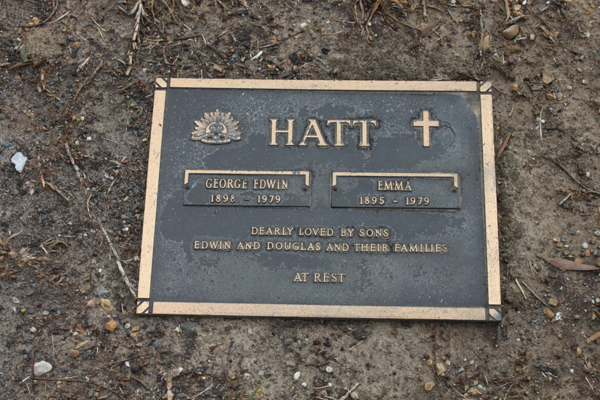 HATT
GEORGE EDWIN
1898 - 1979
EMMA
1895 - 1979
DEARLY LOVED BY SONS
EDWIN AND DOUGLAS AND THEIR FAMILIES
AT REST